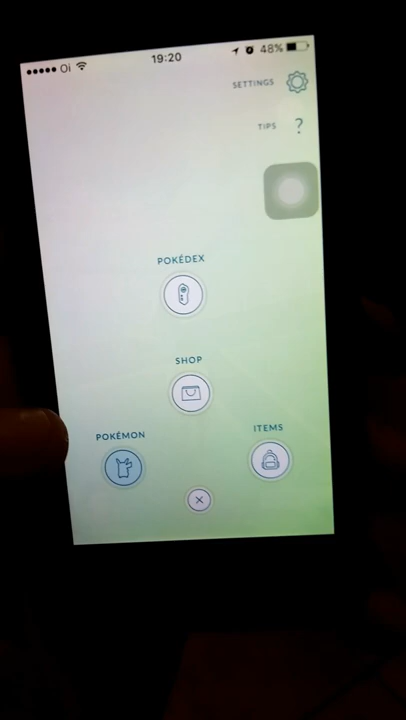 Oi 19:20 48%
SETTINGS
TIPS ?
POKÉDEX
SHOP
POKÉMON ITEMS